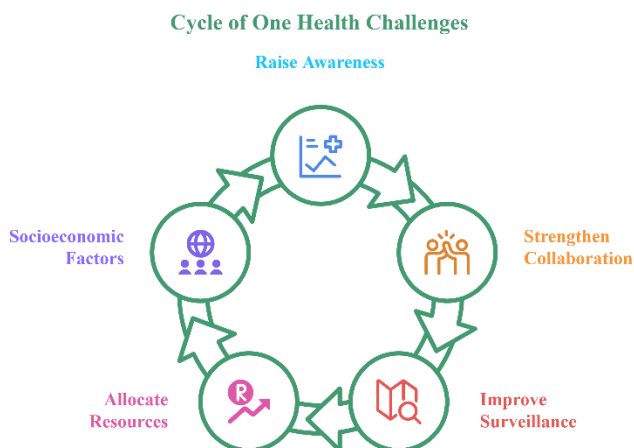 Cycle of One Health Challenges
Raise Awareness
Socioeconomic
Factors
Strengthen
Collaboration
Allocate
Resources
R
Improve
Surveillance